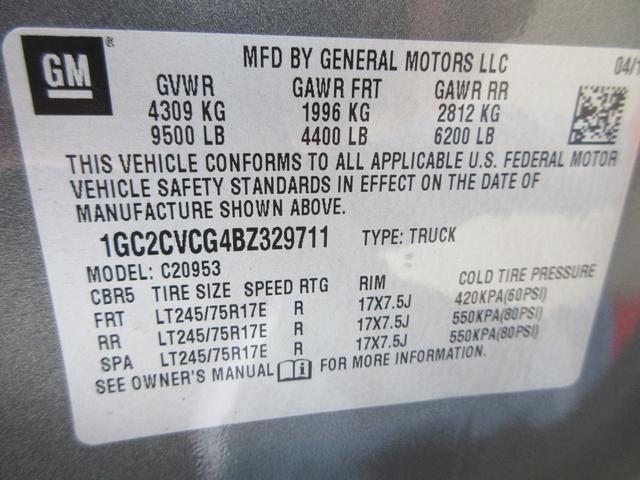 GM
MFD BY GENERAL MOTORS LLC 04/1
GVWR GAWR FRT GAWR RR
4309 KG 1996 KG 2812 KG
9500 LB 4400 LB 6200 LB
THIS VEHICLE CONFORMS TO ALL APPLICABLE U.S. FEDERAL MOTOR
VEHICLE SAFETY STANDARDS IN EFFECT ON THE DATE OF
MANUFACTURE SHOWN ABOVE.
1GC2CVCG4BZ329711 TYPE: TRUCK
MODEL: C20953
CBR5 TIRE SIZE SPEED RTG RIM COLD TIRE PRESSURE
FRT LT245/75R17E R 17X7.5J 420KPA(60PSI)
RR LT245/75R17E R 17X7.5J 550KPA(80PSI)
SPA LT245/75R17E R 17X7.5J 550KPA(80PSI)
SEE OWNER'S MANUAL FOR MORE INFORMATION.